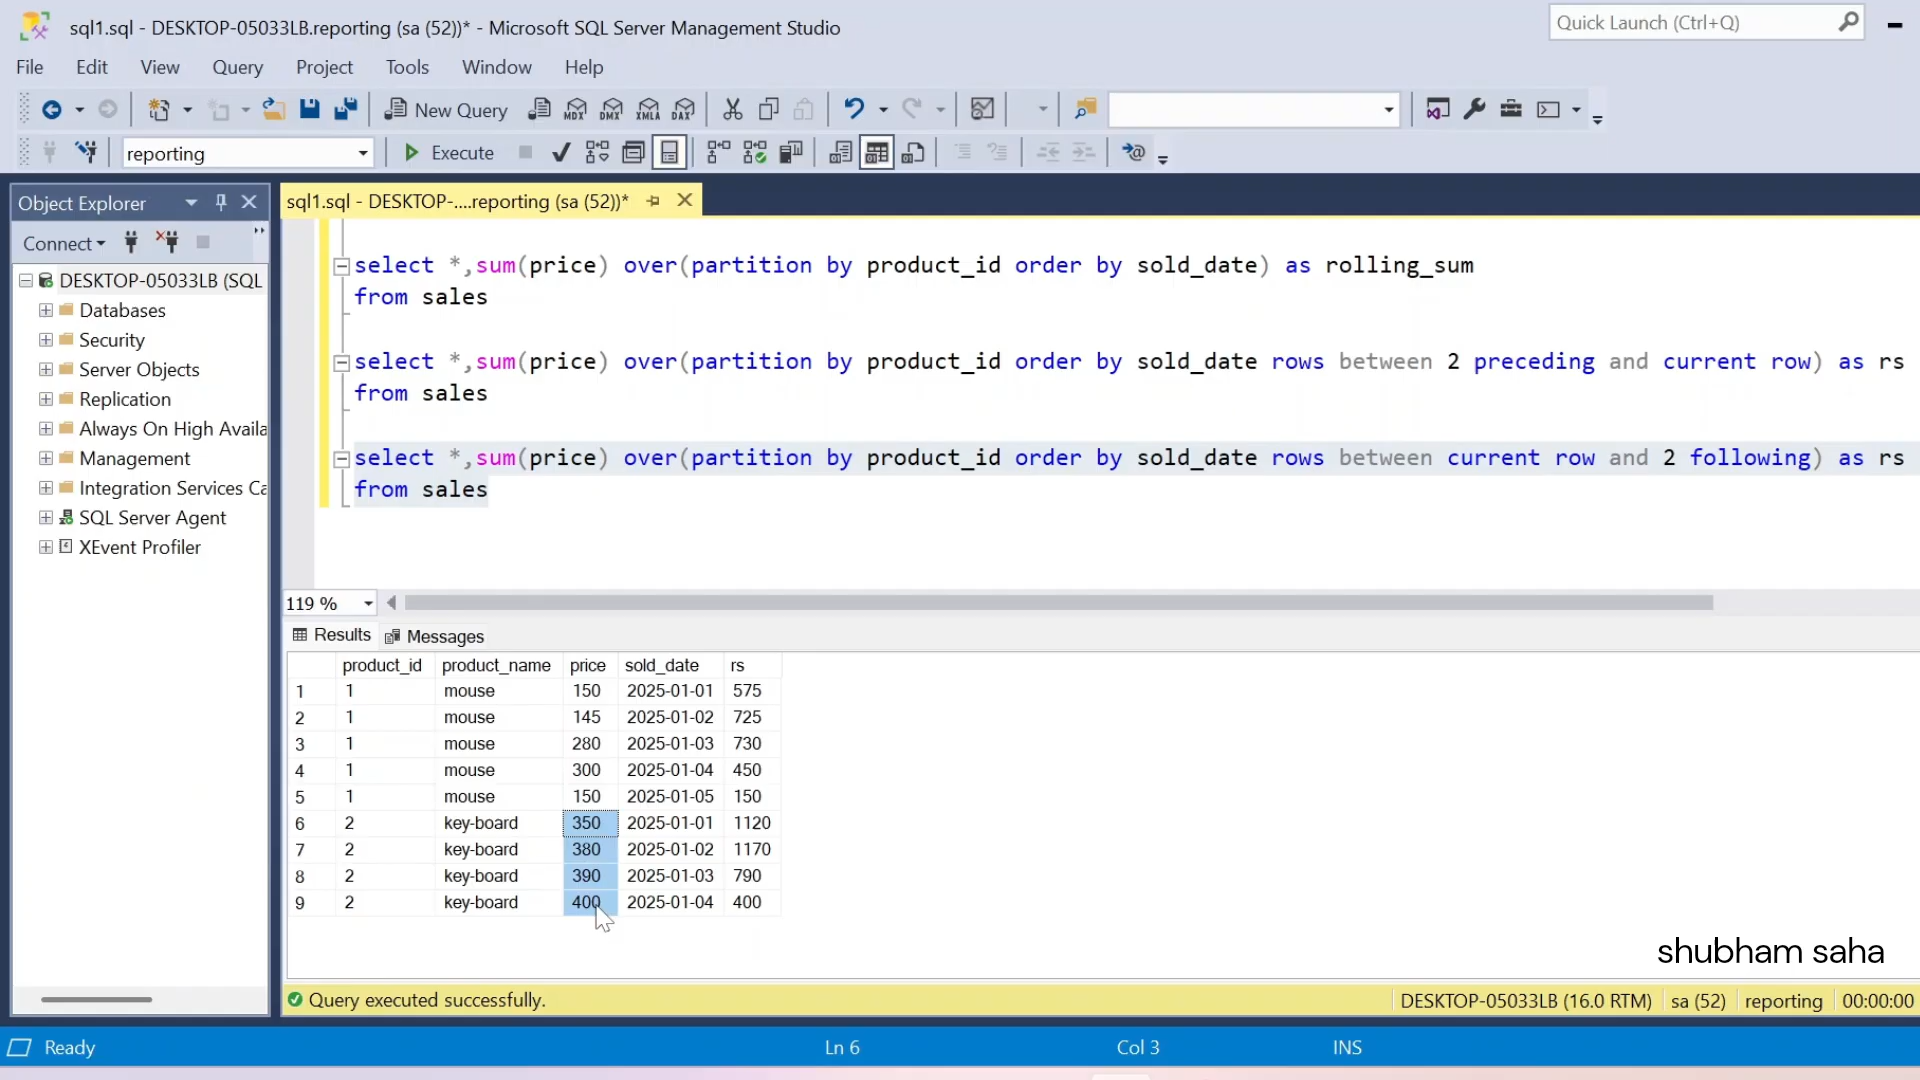 sql1.sql - DESKTOP-05033LB.reporting (sa (52))* - Microsoft SQL Server Management Studio
Quick Launch (Ctrl+Q)
File Edit View Query Project Tools Window Help
New Query MDX DMX XMLA DAX
reporting Execute
Object Explorer
sql1.sql - DESKTOP-....reporting (sa (52))*
Connect
DESKTOP-05033LB (SQL
Databases
Security
Server Objects
Replication
Always On High Availa
Management
Integration Services Ca
SQL Server Agent
XEvent Profiler
select *,sum(price) over(partition by product_id order by sold_date) as rolling_sum
from sales
select *,sum(price) over(partition by product_id order by sold_date rows between 2 preceding and current row) as rs
from sales
select *,sum(price) over(partition by product_id order by sold_date rows between current row and 2 following) as rs
from sales
119 %
Results Messages
product_id product_name price sold_date rs
1 1 mouse 150 2025-01-01 575
2 1 mouse 145 2025-01-02 725
3 1 mouse 280 2025-01-03 730
4 1 mouse 300 2025-01-04 450
5 1 mouse 150 2025-01-05 150
6 2 key-board 350 2025-01-01 1120
7 2 key-board 380 2025-01-02 1170
8 2 key-board 390 2025-01-03 790
9 2 key-board 400 2025-01-04 400
shubham saha
Query executed successfully. DESKTOP-05033LB (16.0 RTM) sa (52) reporting 00:00:00
Ready Ln 6 Col 3 INS